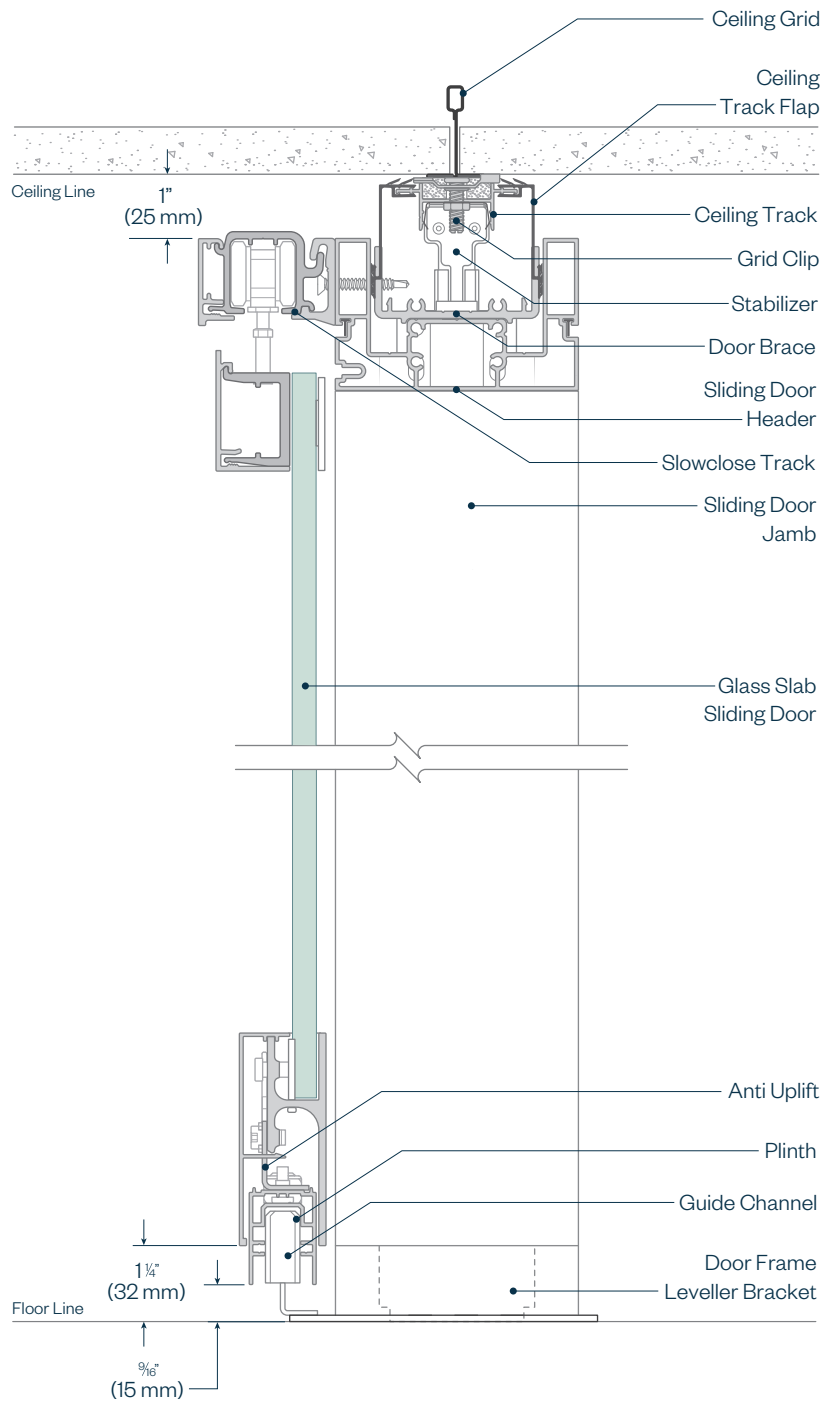 Ceiling Grid
Ceiling
Track Flap
Ceiling Line
1”
(25 mm)
Ceiling Track
Grid Clip
Stabilizer
Door Brace
Sliding Door
Header
Slowclose Track
Sliding Door
Jamb
Glass Slab
Sliding Door
Anti Uplift
Plinth
Guide Channel
Door Frame
Leveller Bracket
1 ¼”
(32 mm)
Floor Line
9⁄16”
(15 mm)